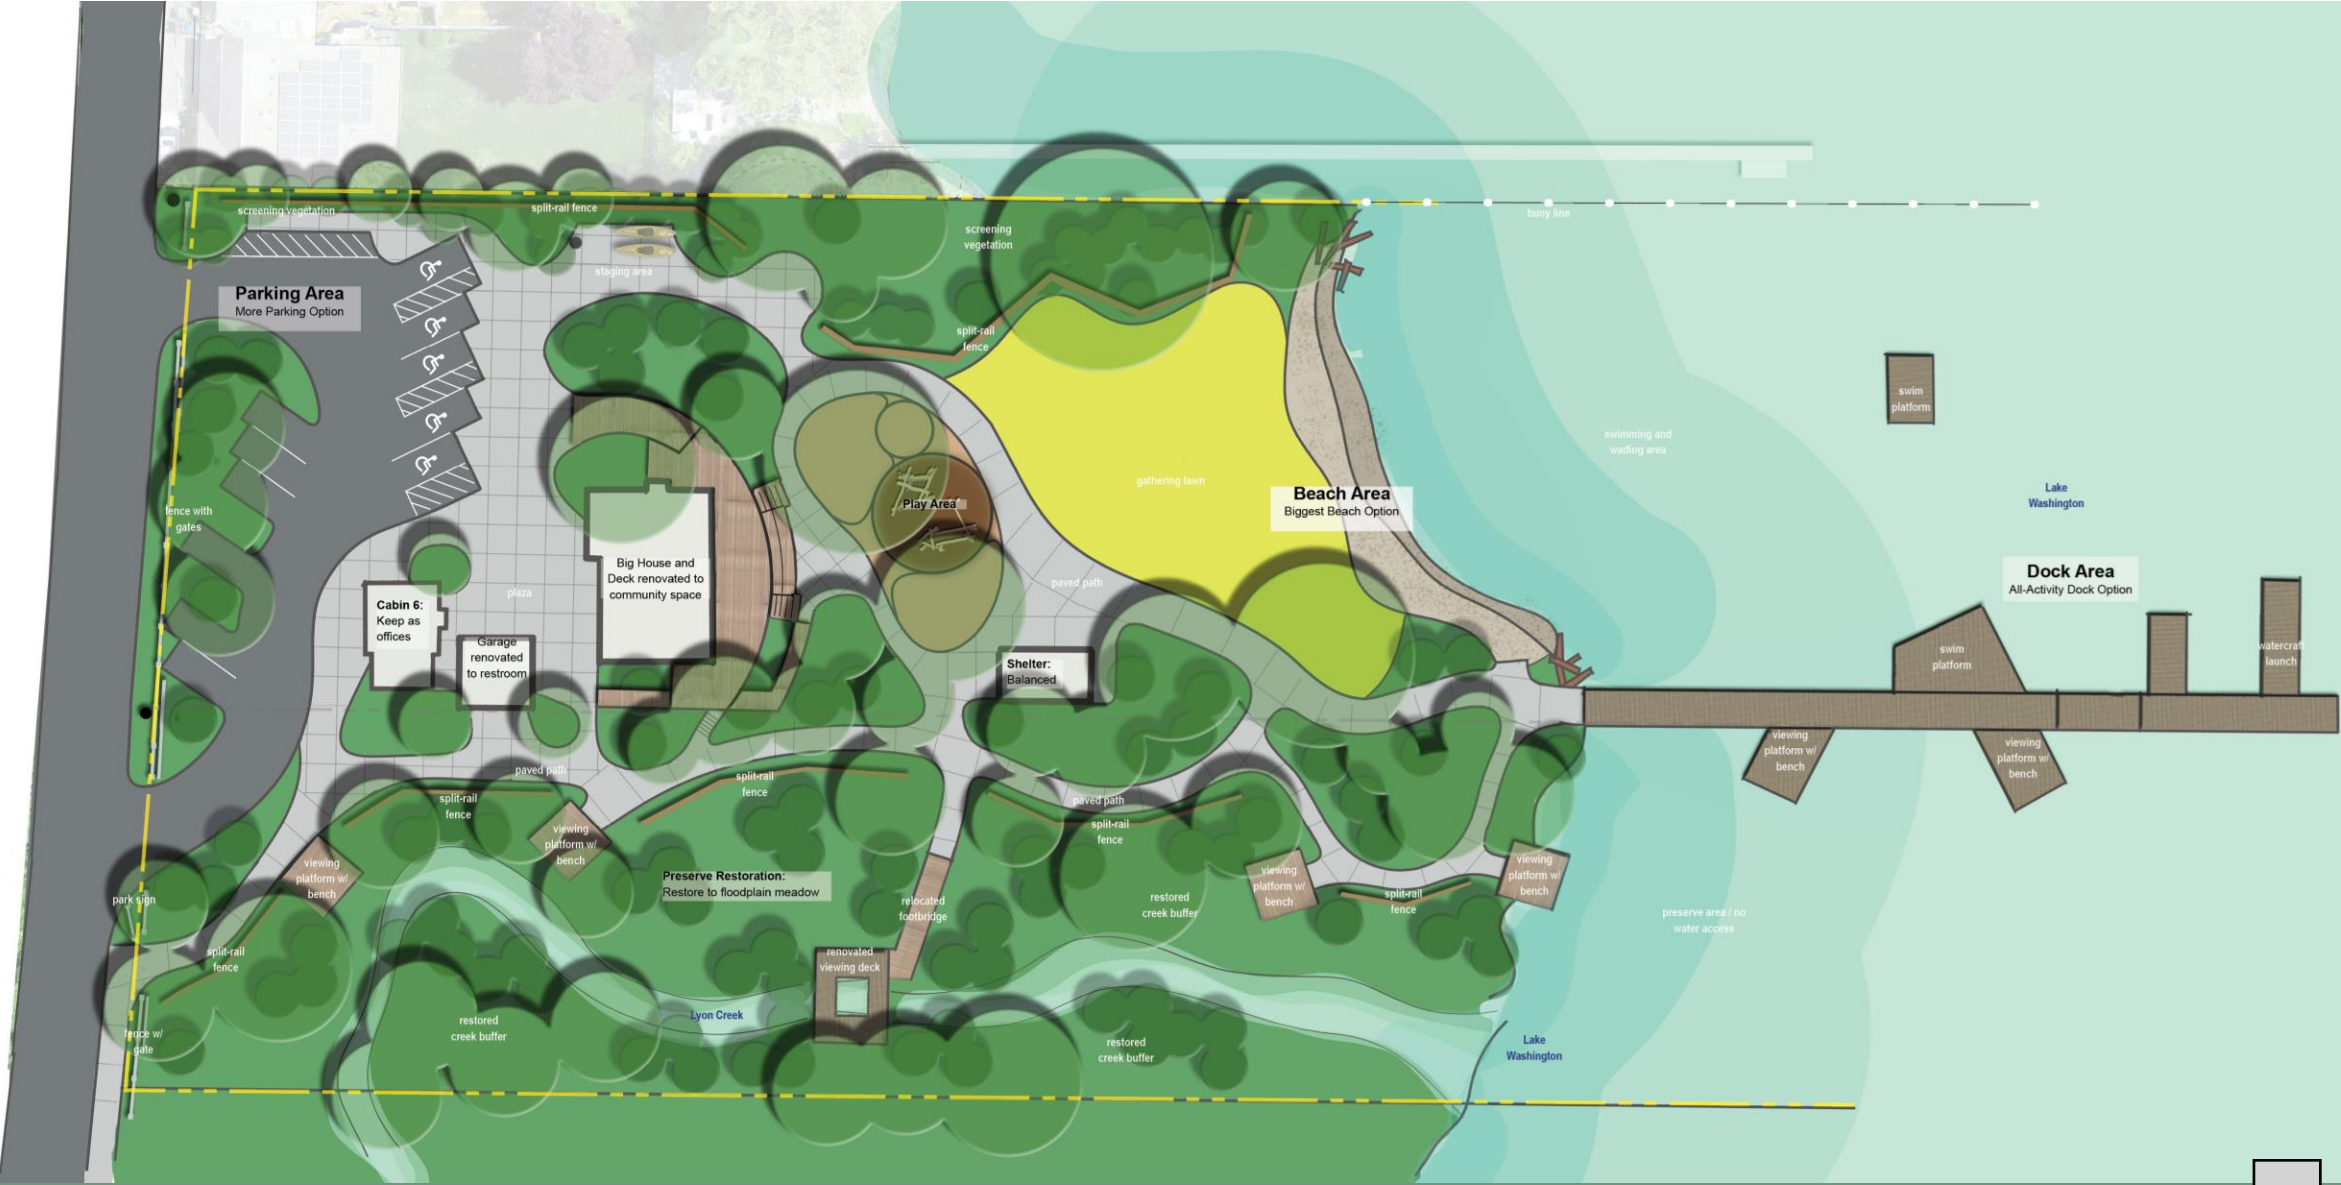 screening vegetation
split-rail fence
buoy line
screening
vegetation
staging area
Parking Area
More Parking Option
split-rail
fence
swim
platform
swimming and
wading area
gathering lawn
Beach Area
Biggest Beach Option
Lake
Washington
fence with
gates
Play Area
Big House and
Deck renovated to
community space
plaza
paved path
Dock Area
All-Activity Dock Option
Cabin 6:
Keep as
offices
Garage
renovated
to restroom
Shelter:
Balanced
swim
platform
watercraft
launch
viewing
platform w/
bench
viewing
platform w/
bench
paved path
split-rail
fence
split-rail
fence
paved path
split-rail
fence
viewing
platform w/
bench
viewing
platform w/
bench
viewing
platform w/
bench
viewing
platform w/
bench
Preserve Restoration:
Restore to floodplain meadow
park sign
relocated
footbridge
restored
creek buffer
split-rail
fence
preserve area / no
water access
split-rail
fence
renovated
viewing deck
Lyon Creek
restored
creek buffer
fence w/
gate
restored
creek buffer
Lake
Washington